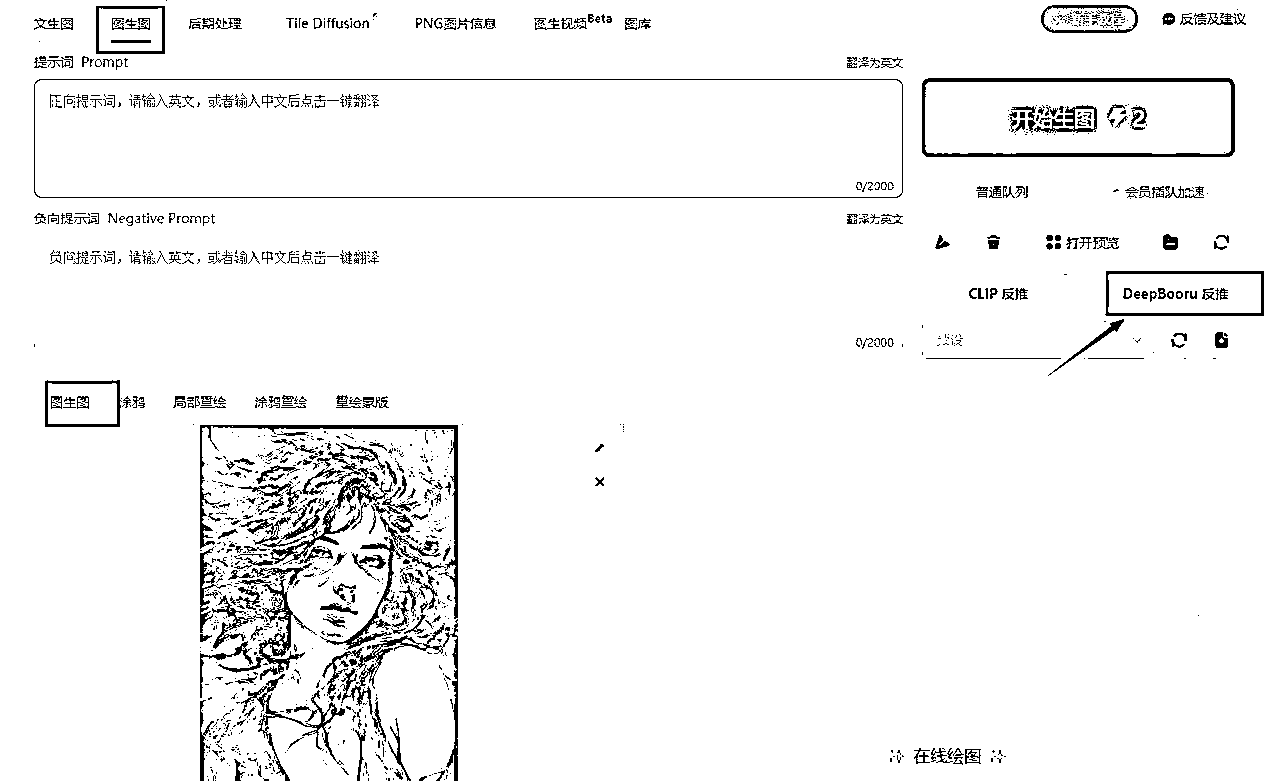 文生图 图生图 后期处理 Tile Diffusion PNG图片信息 图生视频Beta 图库 反馈及建议
提示词 Prompt 翻译为英文
正向提示词，请输入英文，或者输入中文后点击一键翻译
开始生图 2
0/2000
普通队列 会员插队加速
负向提示词 Negative Prompt 翻译为英文
打开预览
负向提示词，请输入英文，或者输入中文后点击一键翻译
CLIP 反推 DeepBooru 反推
0/2000 预设
图生图 涂鸦 局部重绘 涂鸦重绘 重绘蒙版
在线绘图